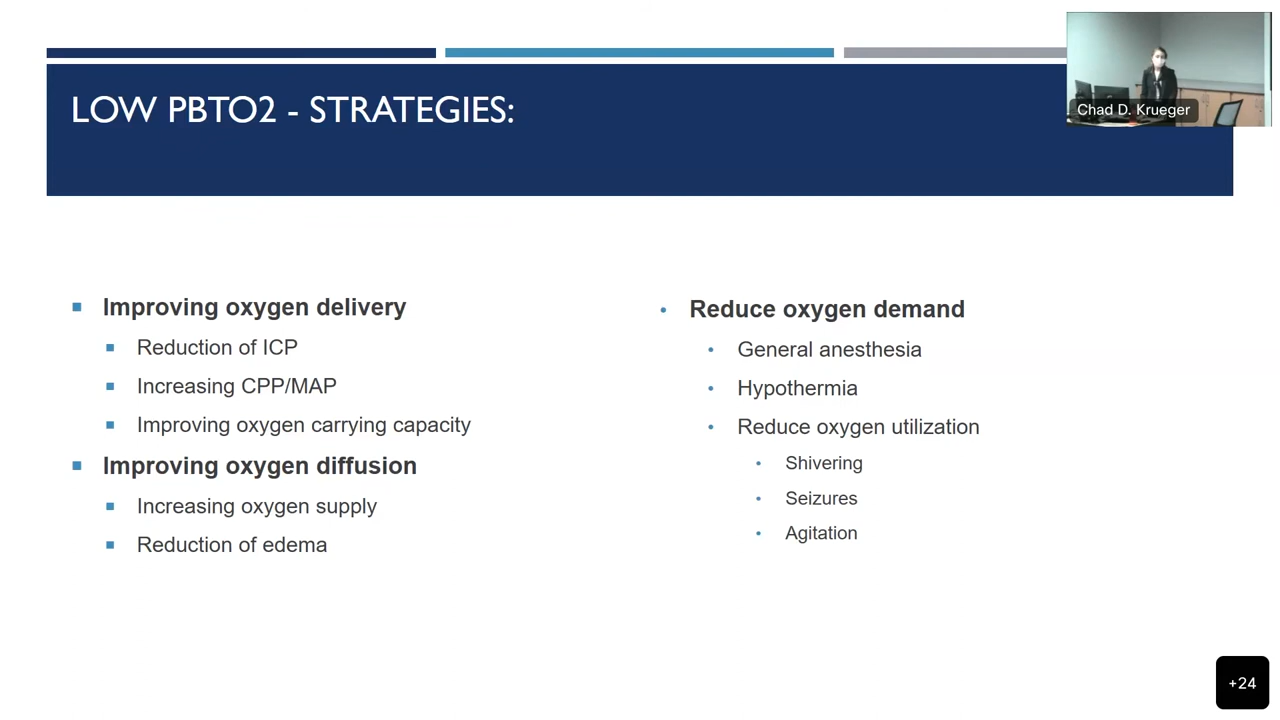 LOW PBTO2 - STRATEGIES:
Chad D. Krueger
Improving oxygen delivery
Reduction of ICP
Increasing CPP/MAP
Improving oxygen carrying capacity
Improving oxygen diffusion
Increasing oxygen supply
Reduction of edema
Reduce oxygen demand
General anesthesia
Hypothermia
Reduce oxygen utilization
Shivering
Seizures
Agitation
+24